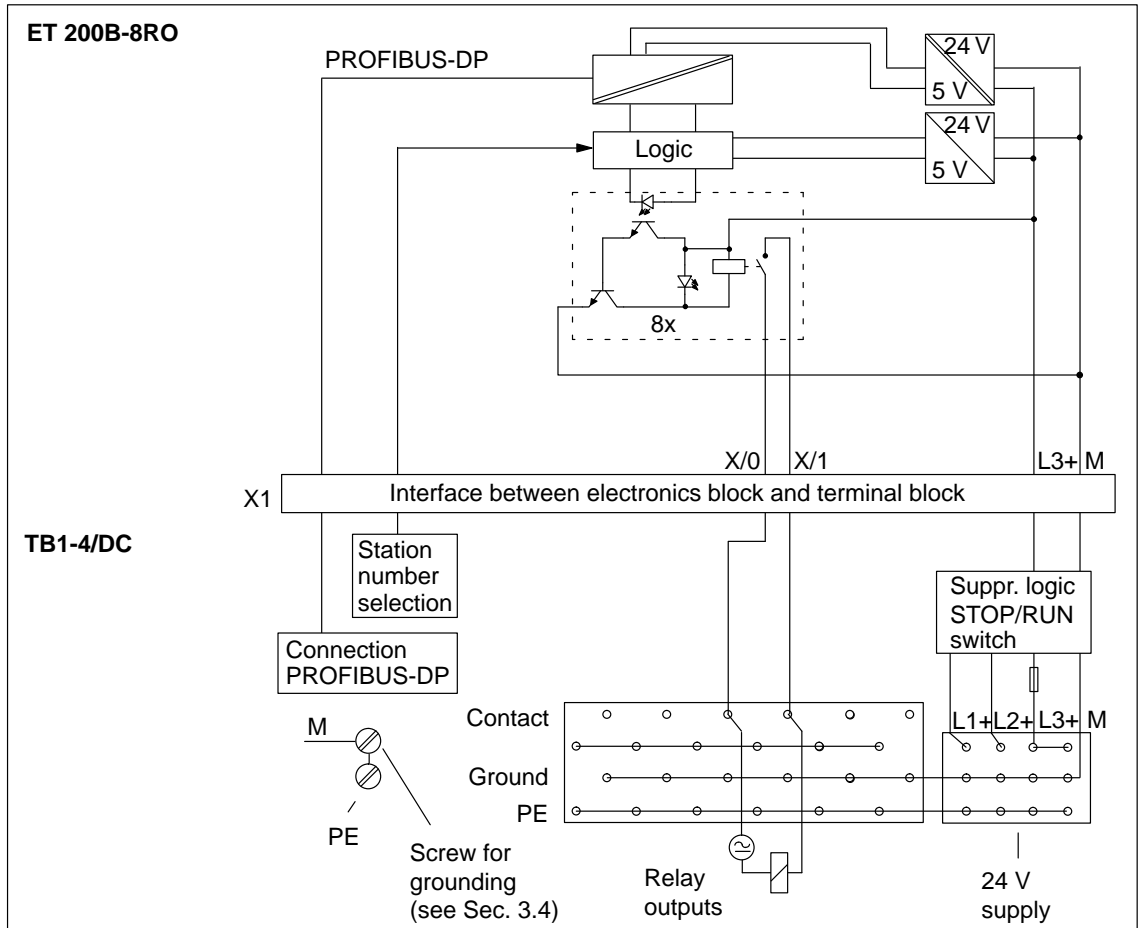 ET 200B-8RO
PROFIBUS-DP
24 V
5 V
Logic
24 V
5 V
8x
X/0
X/1
L3+
M
X1
Interface between electronics block and terminal block
TB1-4/DC
Station
number
selection
Suppr. logic
STOP/RUN
switch
Connection
PROFIBUS-DP
Contact
L1+
L2+
L3+
M
M
Ground
PE
PE
Screw for
grounding
(see Sec. 3.4)
Relay
outputs
24 V
supply